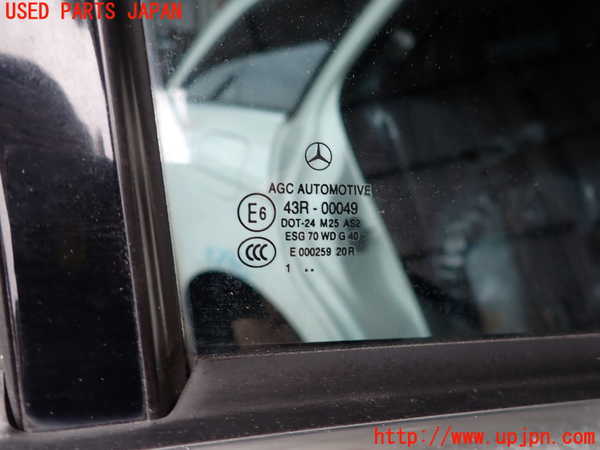 USED PARTS JAPAN
AGC AUTOMOTIVE
E6 43R - 00049
DOT-24 M25 AS2
ESG 70 WD G 40
CCC E 000259 20R
1 ..
http://www.upjpn.com/